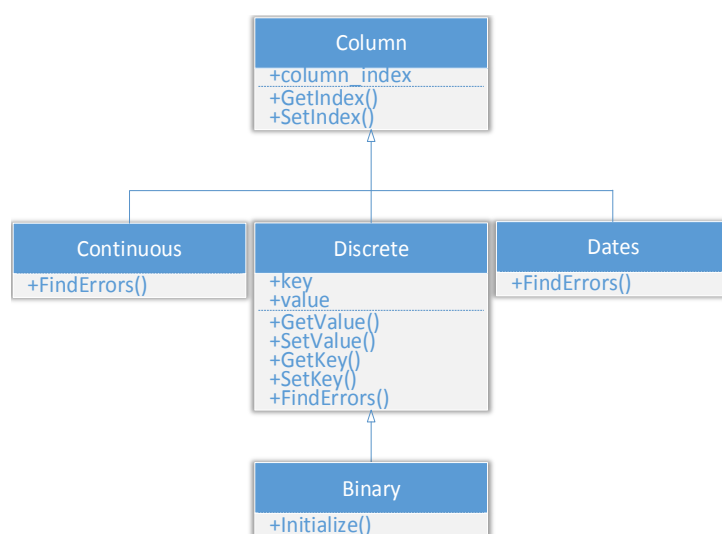 Column
+column_index
+GetIndex()
+SetIndex()
Continuous
+FindErrors()
Discrete
+key
+value
+GetValue()
+SetValue()
+GetKey()
+SetKey()
+FindErrors()
Dates
+FindErrors()
Binary
+Initialize()